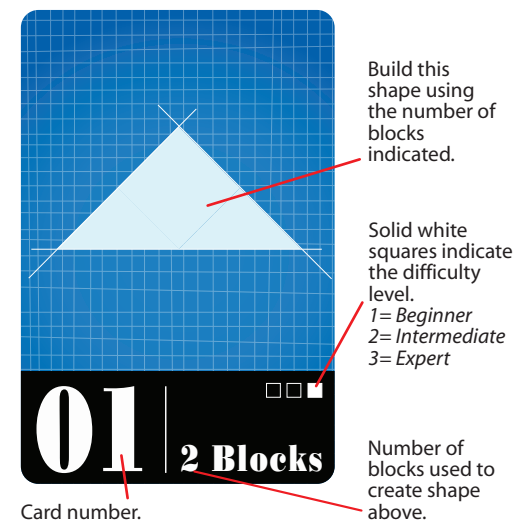 Build this
shape using
the number of
blocks
indicated.
Solid white
squares indicate
the difficulty
level.
1= Beginner
2= Intermediate
3= Expert
01
2 Blocks
Number of
blocks used to
create shape
above.
Card number.